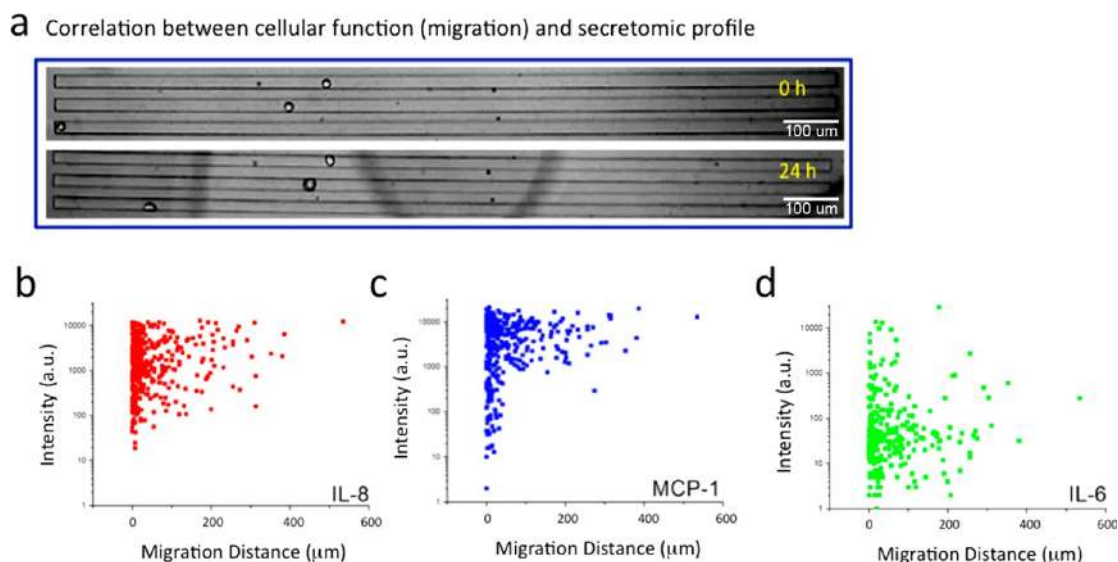 a Correlation between cellular function (migration) and secretomic profile
0 h
100 um
24 h
100 um
b
10000
1000
100
10
1
Intensity (a.u.)
IL-8
0 200 400 600
Migration Distance (μm)
c
10000
1000
100
10
1
Intensity (a.u.)
MCP-1
0 200 400 600
Migration Distance (μm)
d
10000
1000
100
10
1
Intensity (a.u.)
IL-6
0 200 400 600
Migration Distance (μm)